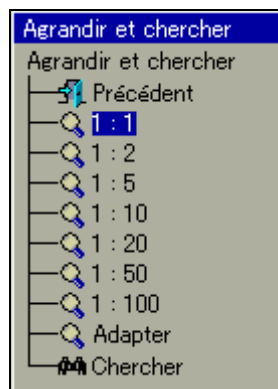 Agrandir et chercher
Agrandir et chercher
Précédent
1 : 1
1 : 2
1 : 5
1 : 10
1 : 20
1 : 50
1 : 100
Adapter
Chercher